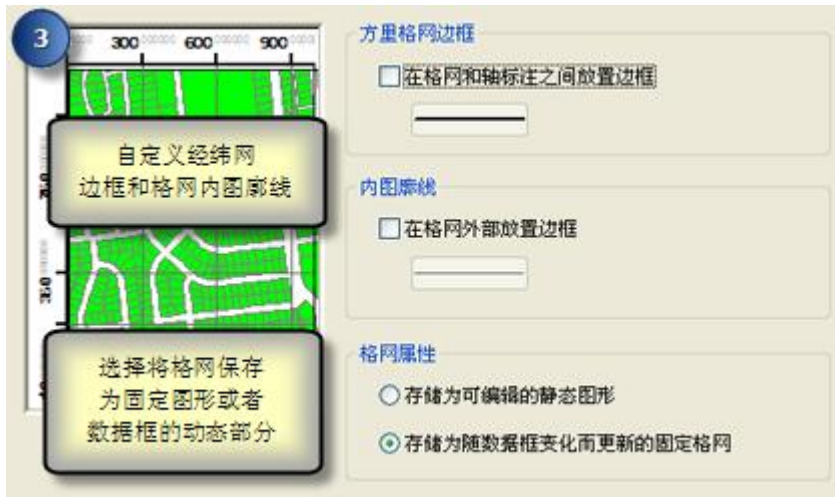 3
300 000000 600 000000 900
自定义经纬网
边框和格网内图廓线
350
选择将格网保存
为固定图形或者
数据框的动态部分
方里格网边框
在格网和轴标注之间放置边框
内图廓线
在格网外部放置边框
格网属性
存储为可编辑的静态图形
存储为随数据框变化而更新的固定格网